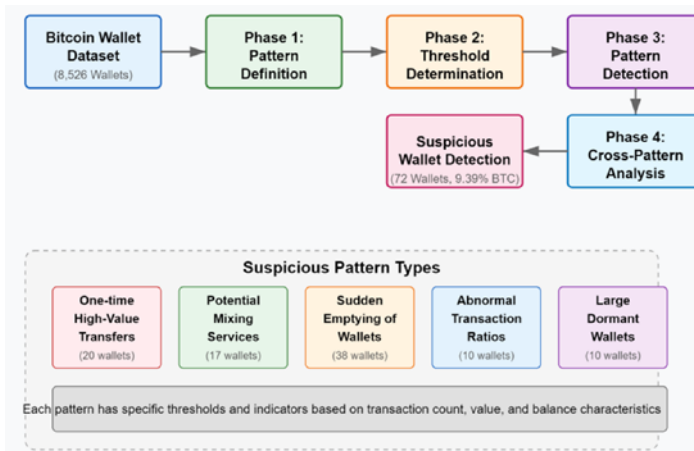 Bitcoin Wallet
Dataset
(8,526 Wallets)
Phase 1:
Pattern
Definition
Phase 2:
Threshold
Determination
Phase 3:
Pattern
Detection
Suspicious
Wallet Detection
(72 Wallets, 9.39% BTC)
Phase 4:
Cross-Pattern
Analysis
Suspicious Pattern Types
One-time
High-Value
Transfers
(20 wallets)
Potential
Mixing
Services
(17 wallets)
Sudden
Emptying of
Wallets
(38 wallets)
Abnormal
Transaction
Ratios
(10 wallets)
Large
Dormant
Wallets
(10 wallets)
Each pattern has specific thresholds and indicators based on transaction count, value, and balance characteristics